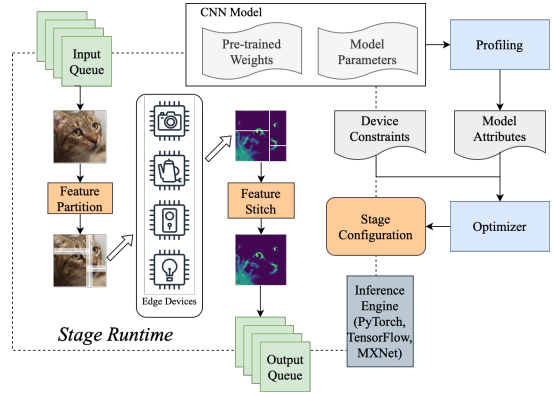 CNN Model
Input
Queue
Pre-trained
Weights
Model
Parameters
Profiling
Device
Constraints
Model
Attributes
Feature
Partition
Feature
Stitch
Stage
Configuration
Optimizer
Edge Devices
Inference
Engine
(PyTorch,
TensorFlow,
MXNet)
Stage Runtime
Output
Queue